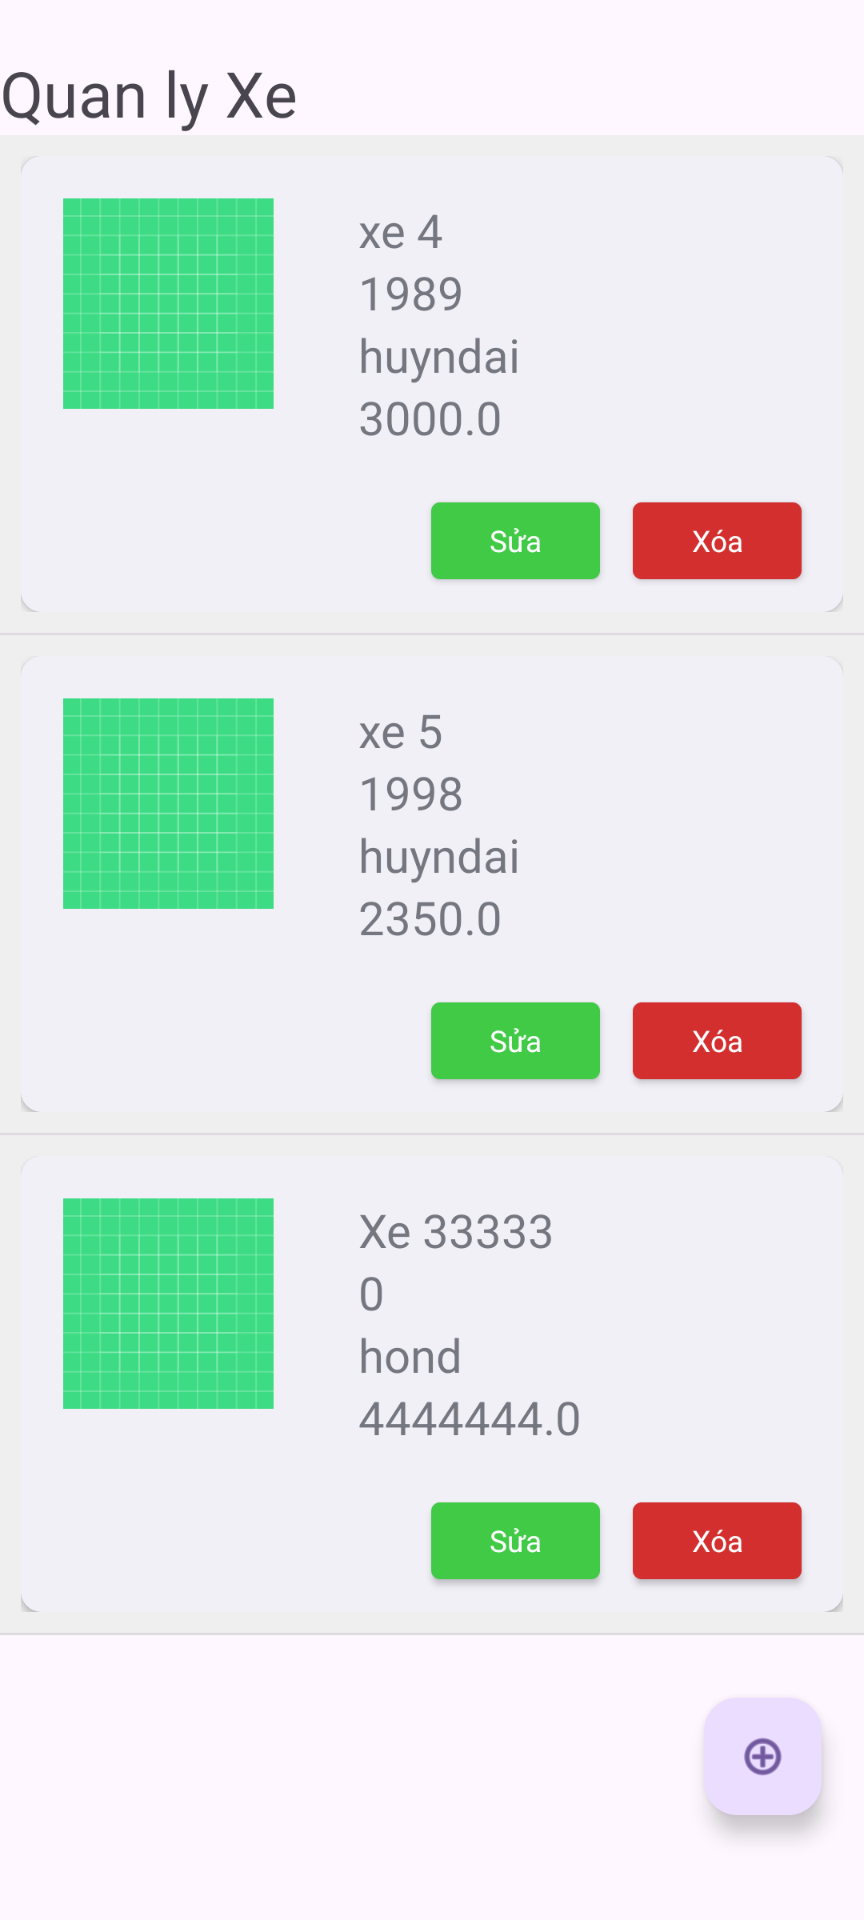 Quan ly Xe
xe 4
1989
huyndai
3000.0
Sửa
Xóa
xe 5
1998
huyndai
2350.0
Sửa
Xóa
Xe 33333
0
hond
4444444.0
Sửa
Xóa